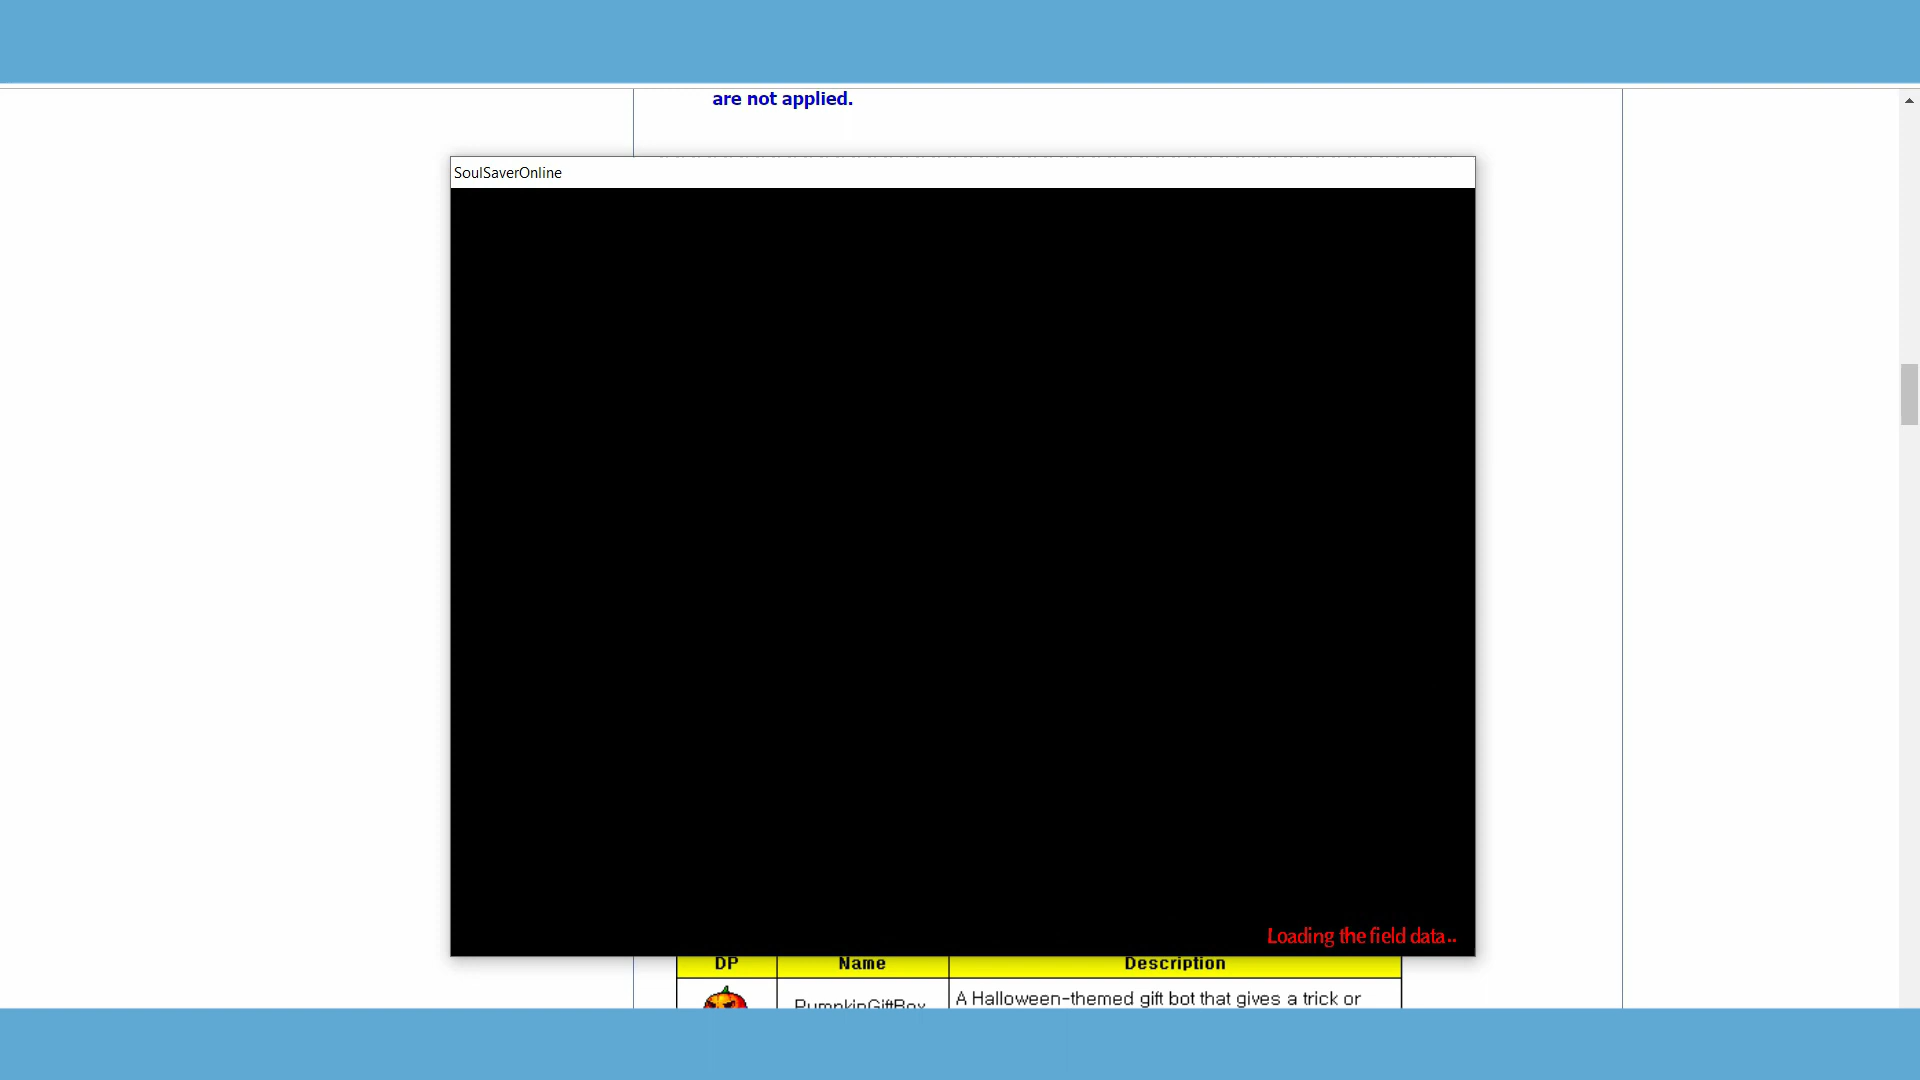 are not applied.
SoulSaverOnline
Loading the field data..
DP Name Description
PumpkinGiftBox
A Halloween-themed gift bot that gives a trick or